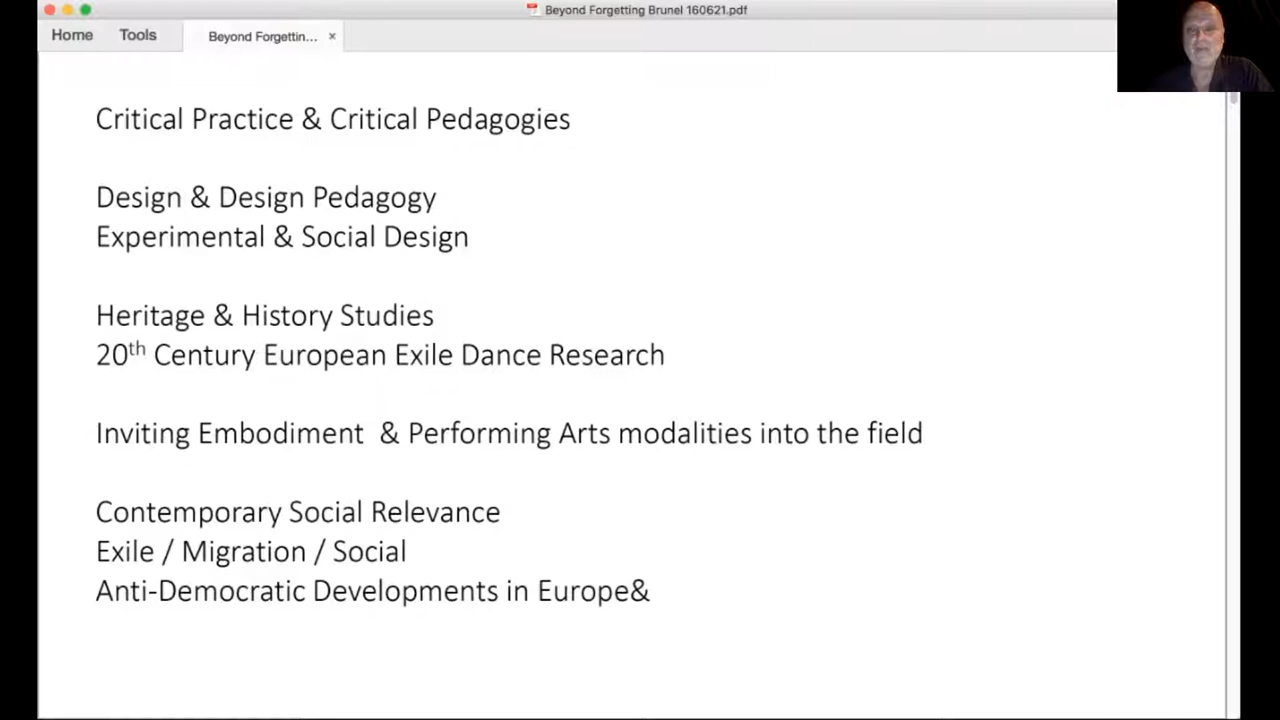 Beyond Forgetting Brunel 160621.pdf
Home Tools Beyond Forgettin... ×
Critical Practice & Critical Pedagogies
Design & Design Pedagogy
Experimental & Social Design
Heritage & History Studies
20th Century European Exile Dance Research
Inviting Embodiment & Performing Arts modalities into the field
Contemporary Social Relevance
Exile / Migration / Social
Anti-Democratic Developments in Europe&